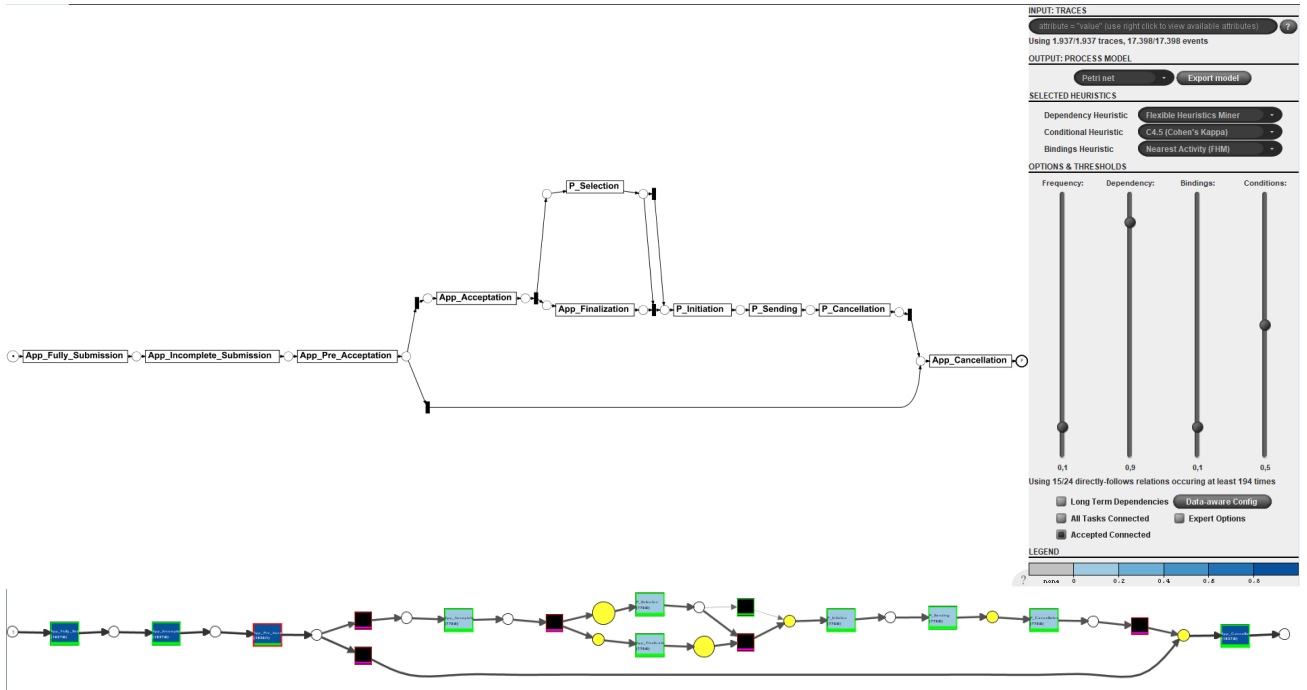 INPUT: TRACES
attribute = "value" (use right click to view available attributes)
?
Using 1.937/1.937 traces, 17.398/17.398 events
OUTPUT: PROCESS MODEL
Petri net
Export model
SELECTED HEURISTICS
Dependency Heuristic
Flexible Heuristics Miner
Conditional Heuristic
C4.5 (Cohen's Kappa)
Bindings Heuristic
Nearest Activity (FHM)
OPTIONS & THRESHOLDS
Frequency: Dependency: Bindings: Conditions:
0,1 0,9 0,1 0,5
Using 15/24 directly-follows relations occuring at least 194 times
Long Term Dependencies
Data-aware Config
All Tasks Connected
Expert Options
Accepted Connected
LEGEND
?
none 0 0.2 0.4 0.6 0.8
P_Selection
App_Acceptation
App_Finalization
P_Initiation
P_Sending
P_Cancellation
App_Fully_Submission
App_Incomplete_Submission
App_Pre_Acceptation
App_Cancellation